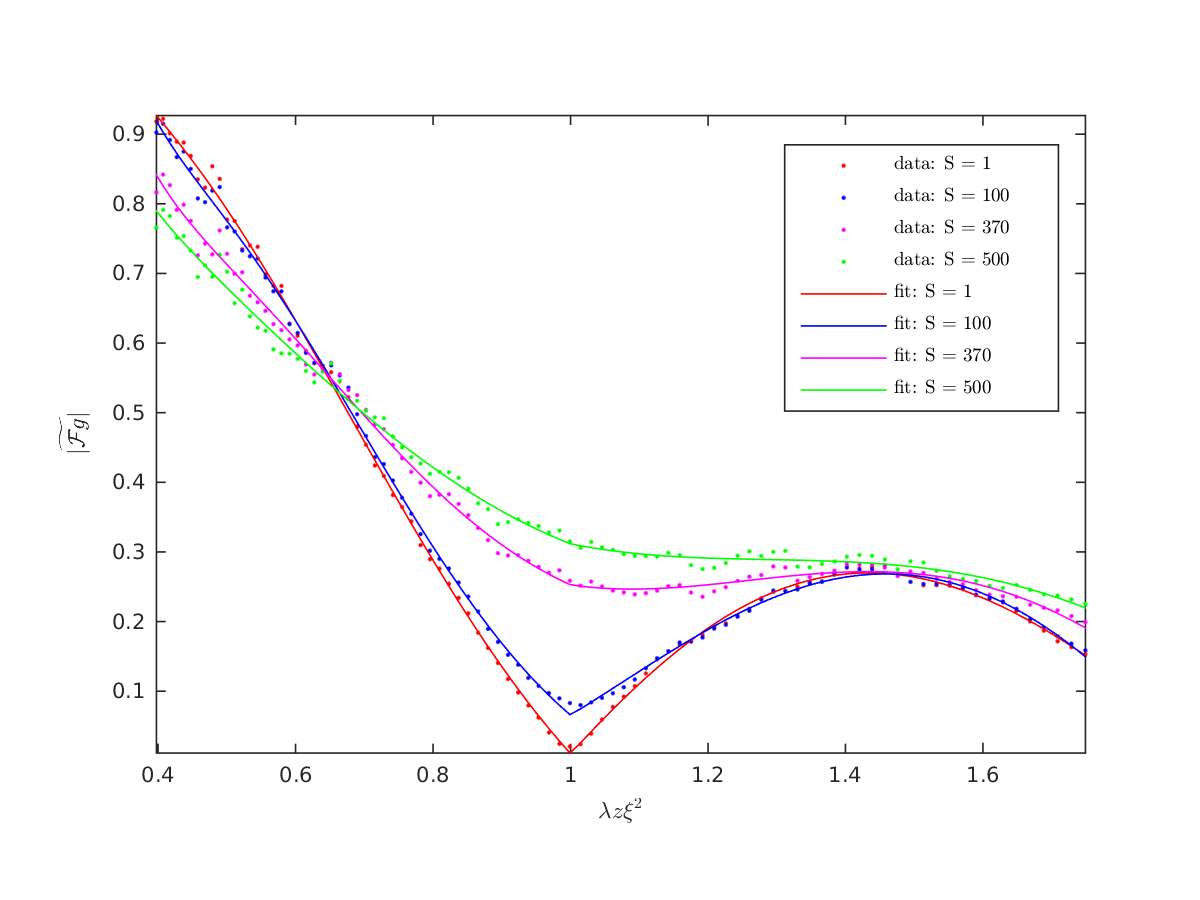 0.9
0.8
0.7
0.6
0.5
0.4
0.3
0.2
0.1
0.4
0.6
0.8
1
1.2
1.4
1.6
λzξ²
|ℱg|
data: S = 1
data: S = 100
data: S = 370
data: S = 500
fit: S = 1
fit: S = 100
fit: S = 370
fit: S = 500